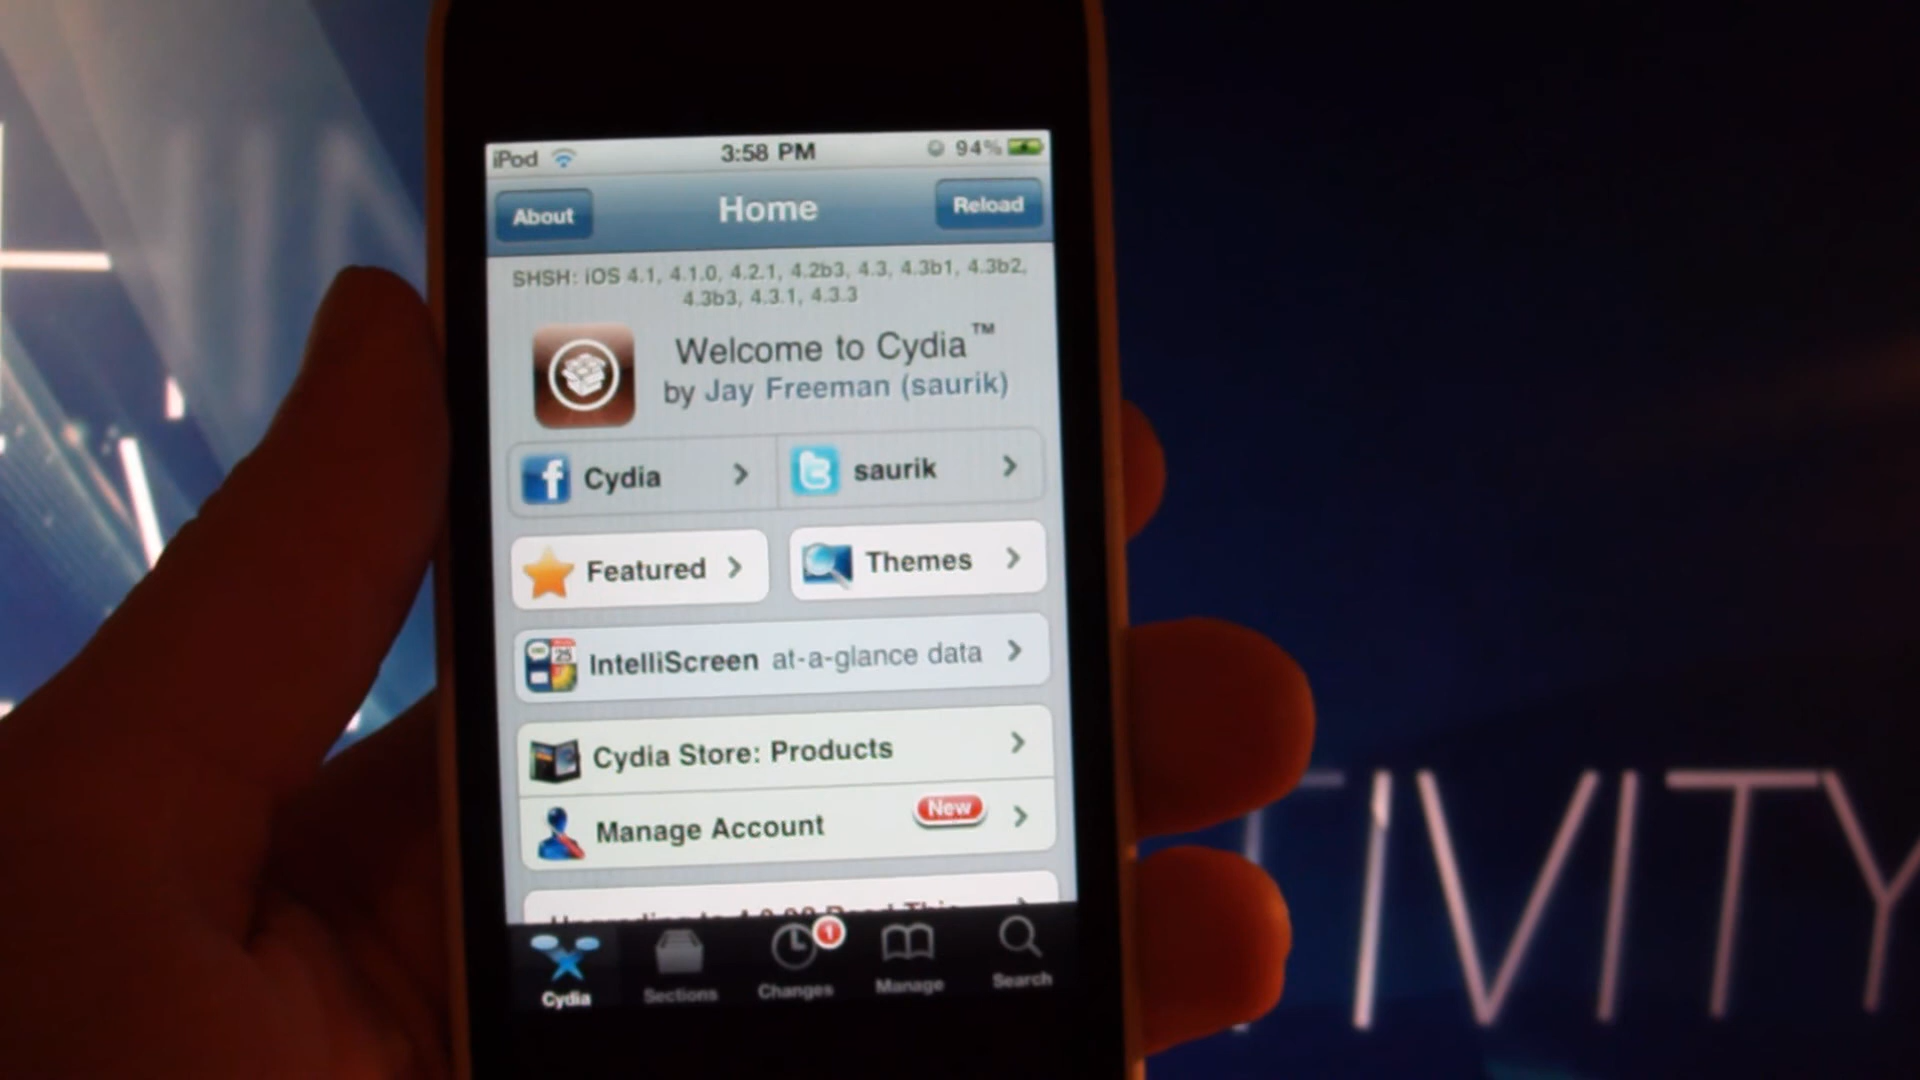 iPod 3:58 PM 94%
About Home Reload
SHSH: iOS 4.1, 4.1.0, 4.2.1, 4.2b3, 4.3, 4.3b1, 4.3b2,
4.3b3, 4.3.1, 4.3.3
Welcome to Cydia™
by Jay Freeman (saurik)
Cydia saurik
Featured Themes
IntelliScreen at-a-glance data
Cydia Store: Products
Manage Account New
1
Cydia Sections Changes Manage Search
TIVITY